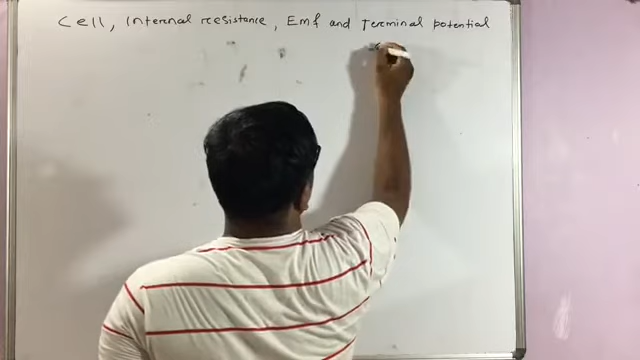 Cell, Internal resistance, Emf and Terminal potential